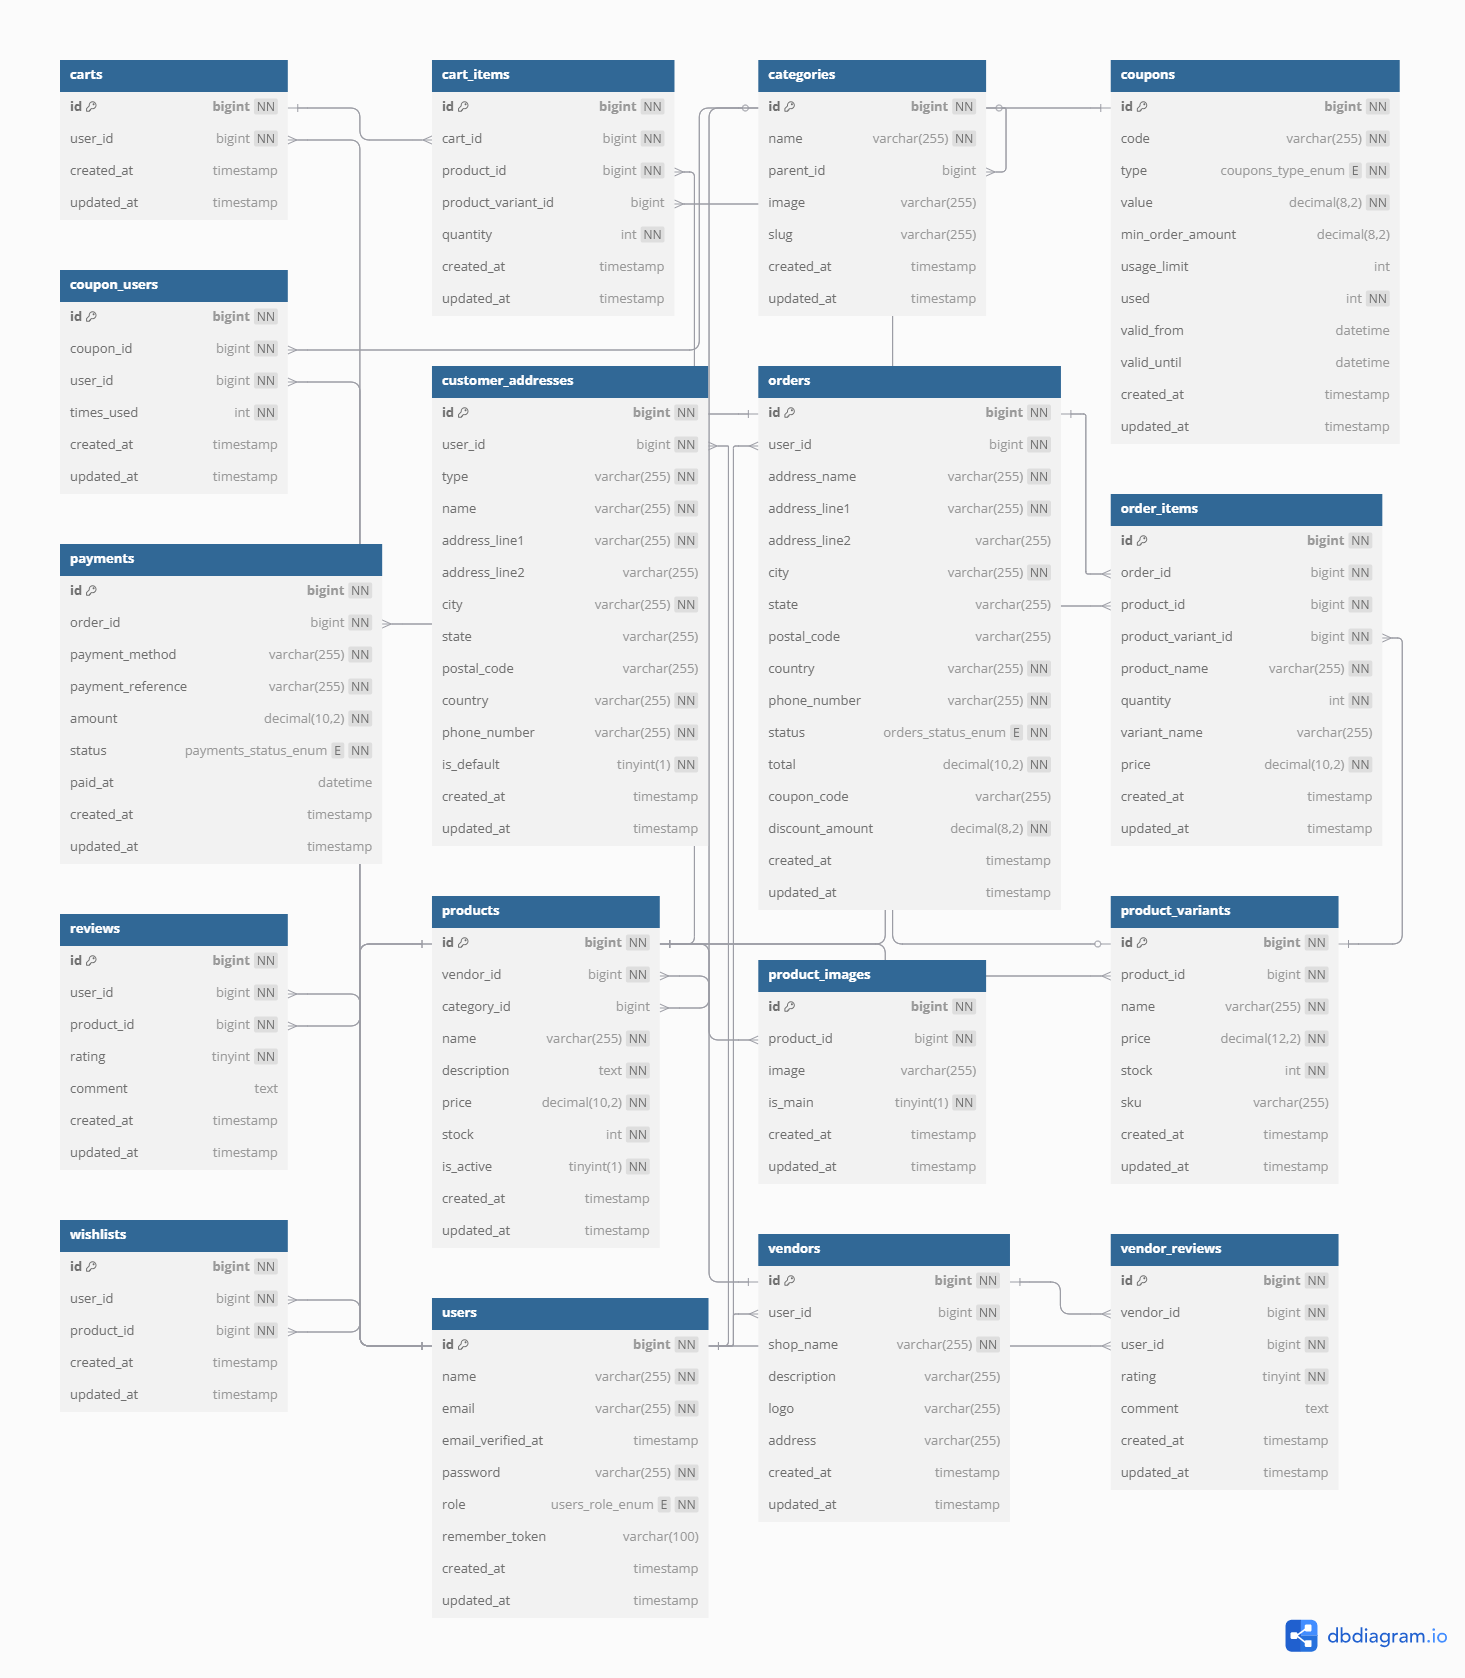 carts
id bigint NN
user_id bigint NN
created_at timestamp
updated_at timestamp
cart_items
id bigint NN
cart_id bigint NN
product_id bigint NN
product_variant_id bigint
quantity int NN
created_at timestamp
updated_at timestamp
categories
id bigint NN
name varchar(255) NN
parent_id bigint
image varchar(255)
slug varchar(255)
created_at timestamp
updated_at timestamp
coupons
id bigint NN
code varchar(255) NN
type coupons_type_enum E NN
value decimal(8,2) NN
min_order_amount decimal(8,2)
usage_limit int
used int NN
valid_from datetime
valid_until datetime
created_at timestamp
updated_at timestamp
coupon_users
id bigint NN
coupon_id bigint NN
user_id bigint NN
times_used int NN
created_at timestamp
updated_at timestamp
customer_addresses
id bigint NN
user_id bigint NN
type varchar(255) NN
name varchar(255) NN
address_line1 varchar(255) NN
address_line2 varchar(255)
city varchar(255) NN
state varchar(255)
postal_code varchar(255)
country varchar(255) NN
phone_number varchar(255) NN
is_default tinyint(1) NN
created_at timestamp
updated_at timestamp
orders
id bigint NN
user_id bigint NN
address_name varchar(255) NN
address_line1 varchar(255) NN
address_line2 varchar(255)
city varchar(255) NN
state varchar(255)
postal_code varchar(255)
country varchar(255) NN
phone_number varchar(255) NN
status orders_status_enum E NN
total decimal(10,2) NN
coupon_code varchar(255)
discount_amount decimal(8,2) NN
created_at timestamp
updated_at timestamp
order_items
id bigint NN
order_id bigint NN
product_id bigint NN
product_variant_id bigint NN
product_name varchar(255) NN
quantity int NN
variant_name varchar(255)
price decimal(10,2) NN
created_at timestamp
updated_at timestamp
payments
id bigint NN
order_id bigint NN
payment_method varchar(255) NN
payment_reference varchar(255) NN
amount decimal(10,2) NN
status payments_status_enum E NN
paid_at datetime
created_at timestamp
updated_at timestamp
reviews
id bigint NN
user_id bigint NN
product_id bigint NN
rating tinyint NN
comment text
created_at timestamp
updated_at timestamp
products
id bigint NN
vendor_id bigint NN
category_id bigint
name varchar(255) NN
description text NN
price decimal(10,2) NN
stock int NN
is_active tinyint(1) NN
created_at timestamp
updated_at timestamp
product_images
id bigint NN
product_id bigint NN
image varchar(255)
is_main tinyint(1) NN
created_at timestamp
updated_at timestamp
product_variants
id bigint NN
product_id bigint NN
name varchar(255) NN
price decimal(12,2) NN
stock int NN
sku varchar(255)
created_at timestamp
updated_at timestamp
wishlists
id bigint NN
user_id bigint NN
product_id bigint NN
created_at timestamp
updated_at timestamp
users
id bigint NN
name varchar(255) NN
email varchar(255) NN
email_verified_at timestamp
password varchar(255) NN
role users_role_enum E NN
remember_token varchar(100)
created_at timestamp
updated_at timestamp
vendors
id bigint NN
user_id bigint NN
shop_name varchar(255) NN
description varchar(255)
logo varchar(255)
address varchar(255)
created_at timestamp
updated_at timestamp
vendor_reviews
id bigint NN
vendor_id bigint NN
user_id bigint NN
rating tinyint NN
comment text
created_at timestamp
updated_at timestamp
dbdiagram.io